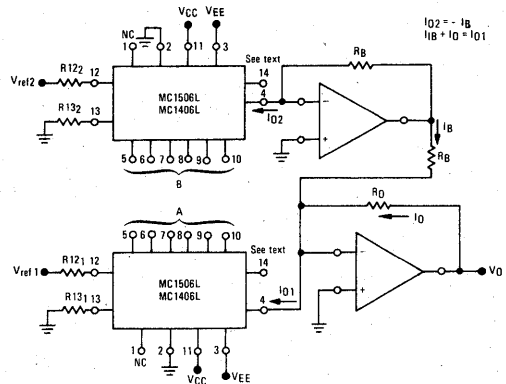 VCC VEE
NC
1 2 11 3
IO2 = - IB
IIB + IO = IO1
See text
14
RB
Vref2 R12₂ 12
MC1506L
MC1406L
4
IO2
−
+
IB
R13₂ 13
5 6 7 8 9 10
B
RB
A
RO
IO
5 6 7 8 9 10
See text
14
Vref 1 R12₁ 12
MC1506L
MC1406L
IO1
4
−
+
VO
R13₁ 13
1 2 11 3
NC
VCC VEE